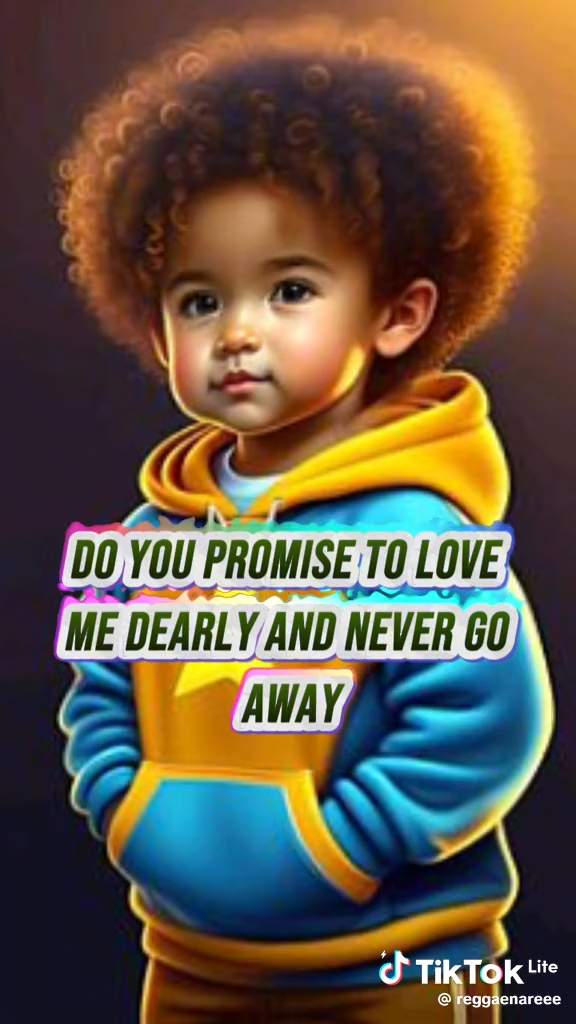 DO YOU PROMISE TO LOVE
ME DEARLY AND NEVER GO
AWAY
TikTok Lite
@ reggaenareee